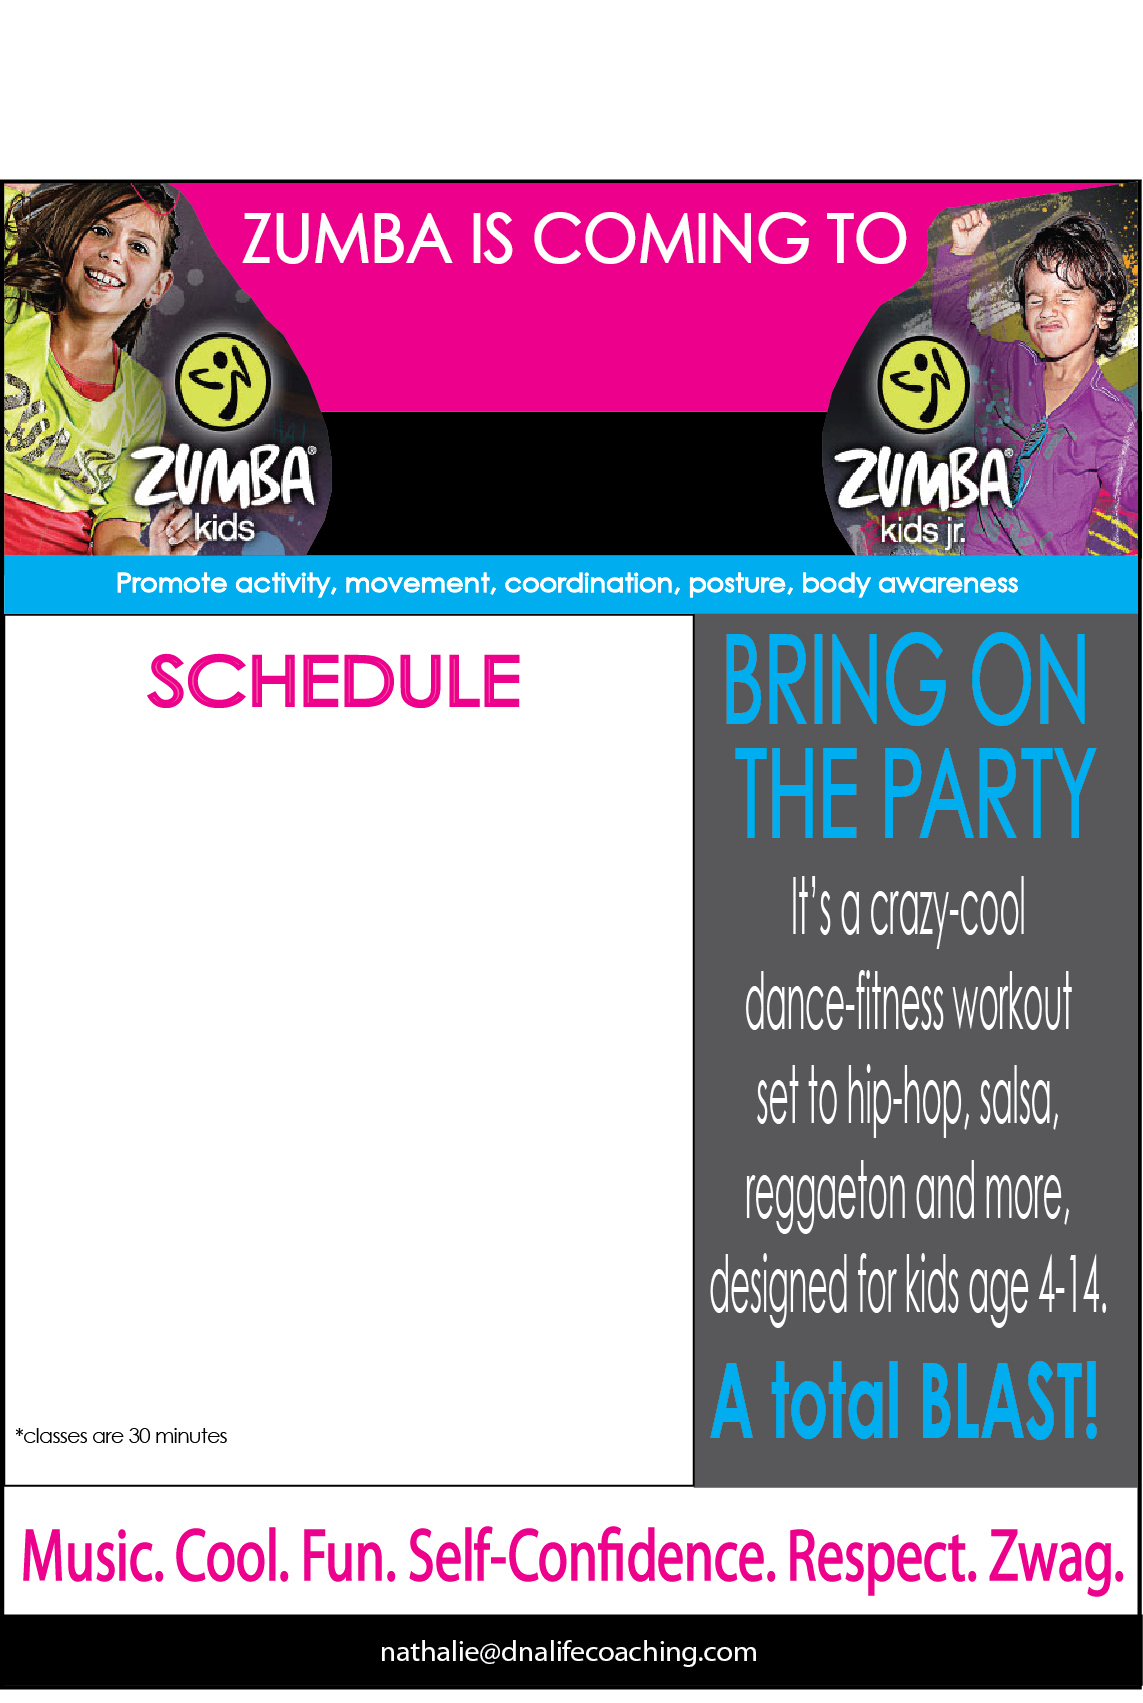 ZUMBA IS COMING TO
ZUMBA®
kids
ZUMBA®
kids jr.
Promote activity, movement, coordination, posture, body awareness
SCHEDULE
*classes are 30 minutes
BRING ON
THE PARTY
It's a crazy-cool
dance-fitness workout
set to hip-hop, salsa,
reggaeton and more,
designed for kids age 4-14.
A total BLAST!
Music. Cool. Fun. Self-Confidence. Respect. Zwag.
nathalie@dnalifecoaching.com